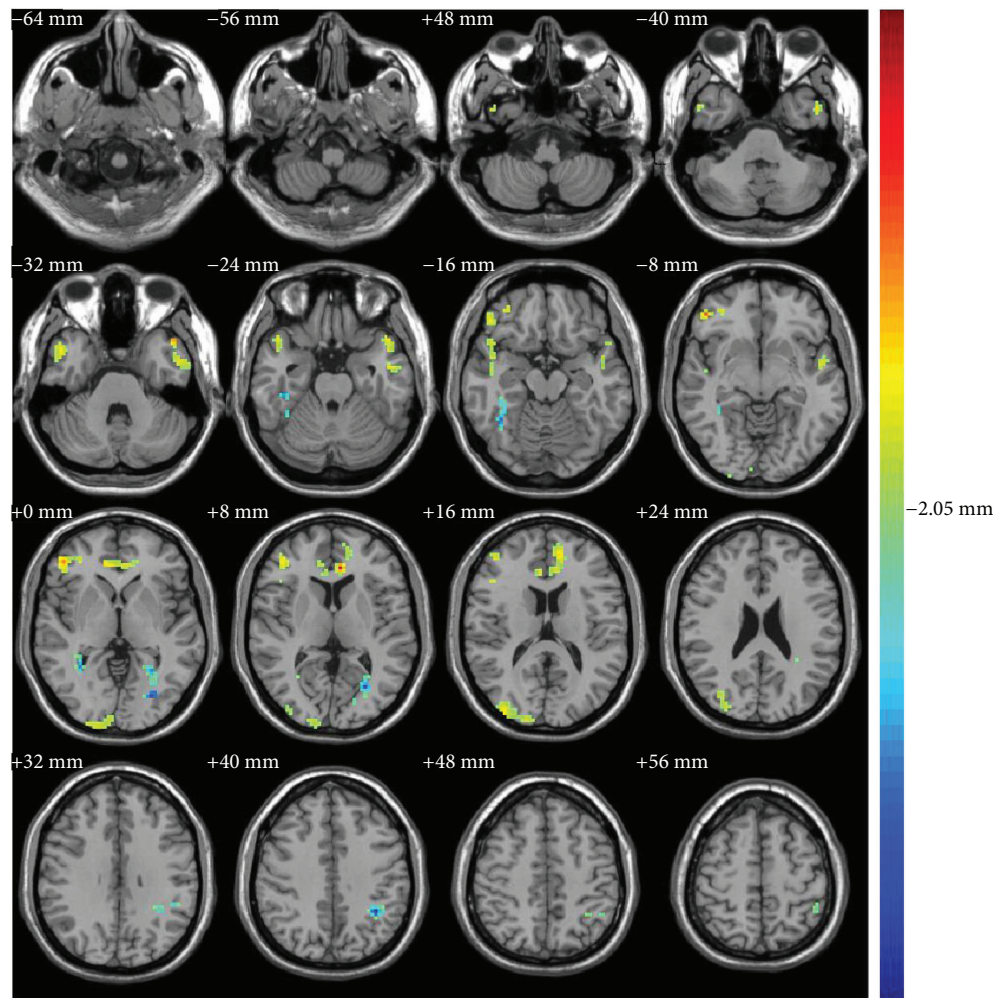 −64 mm −56 mm +48 mm −40 mm
−32 mm −24 mm −16 mm −8 mm
+0 mm +8 mm +16 mm +24 mm
−2.05 mm
+32 mm +40 mm +48 mm +56 mm